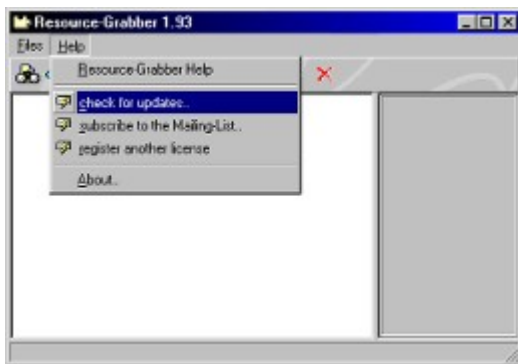 Resource-Grabber 1.93
Files Help
Resource-Grabber Help
check for updates..
subscribe to the Mailing-List..
register another license
About..